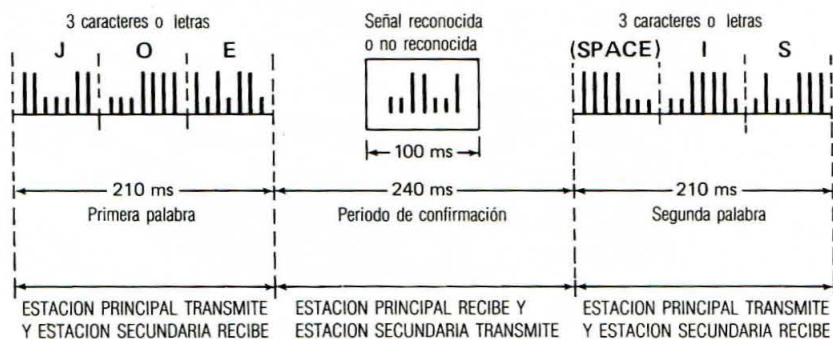 3 caracteres o letras
J O E
Señal reconocida
o no reconocida
3 caracteres o letras
(SPACE) I S
100 ms
210 ms
240 ms
210 ms
Primera palabra
Periodo de confirmación
Segunda palabra
ESTACION PRINCIPAL TRANSMITE
Y ESTACION SECUNDARIA RECIBE
ESTACION PRINCIPAL RECIBE Y
ESTACION SECUNDARIA TRANSMITE
ESTACION PRINCIPAL TRANSMITE
Y ESTACION SECUNDARIA RECIBE